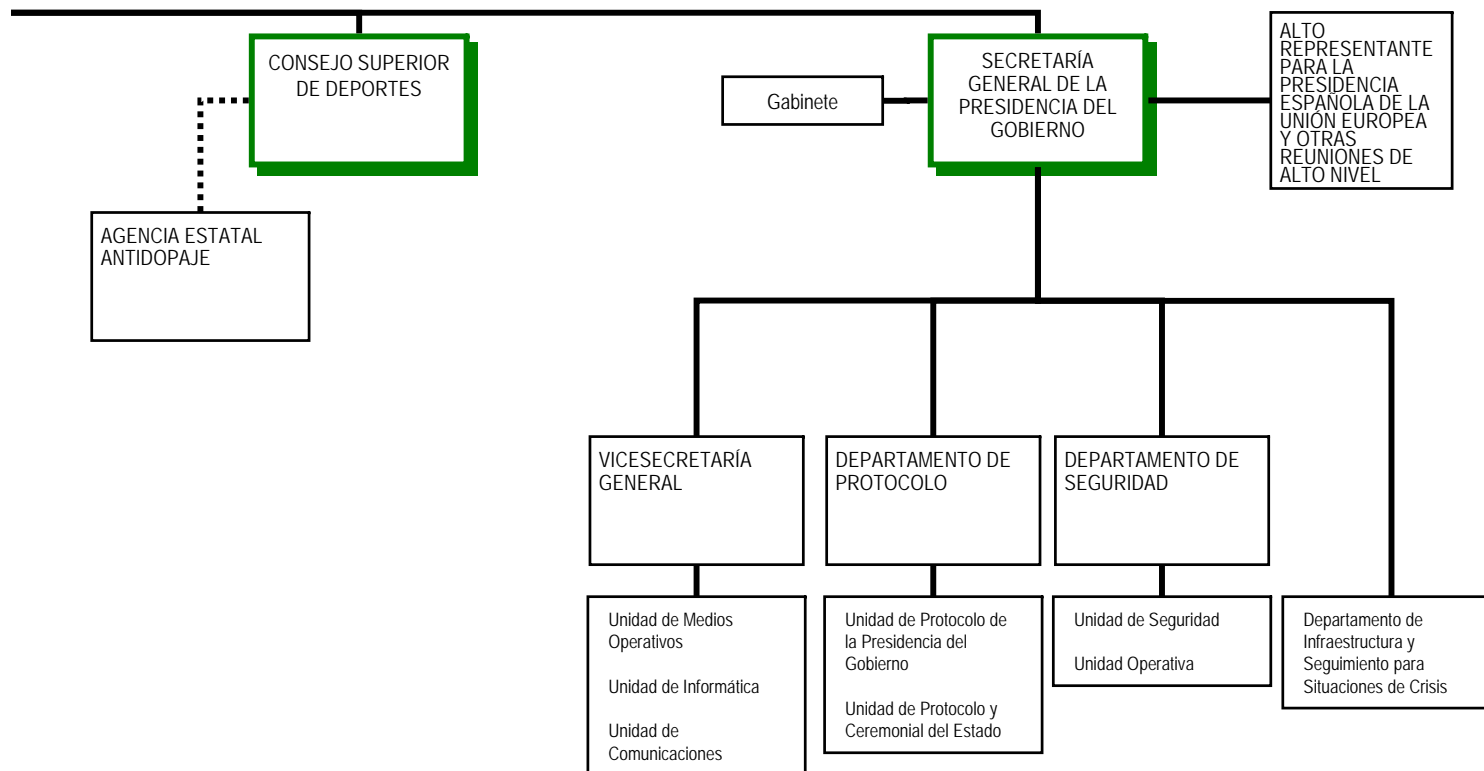 CONSEJO SUPERIOR
DE DEPORTES
AGENCIA ESTATAL
ANTIDOPAJE
Gabinete
SECRETARÍA
GENERAL DE LA
PRESIDENCIA DEL
GOBIERNO
ALTO
REPRESENTANTE
PARA LA
PRESIDENCIA
ESPAÑOLA DE LA
UNIÓN EUROPEA
Y OTRAS
REUNIONES DE
ALTO NIVEL
VICESECRETARÍA
GENERAL
DEPARTAMENTO DE
PROTOCOLO
DEPARTAMENTO DE
SEGURIDAD
Unidad de Medios
Operativos
Unidad de Informática
Unidad de
Comunicaciones
Unidad de Protocolo de
la Presidencia del
Gobierno
Unidad de Protocolo y
Ceremonial del Estado
Unidad de Seguridad
Unidad Operativa
Departamento de
Infraestructura y
Seguimiento para
Situaciones de Crisis